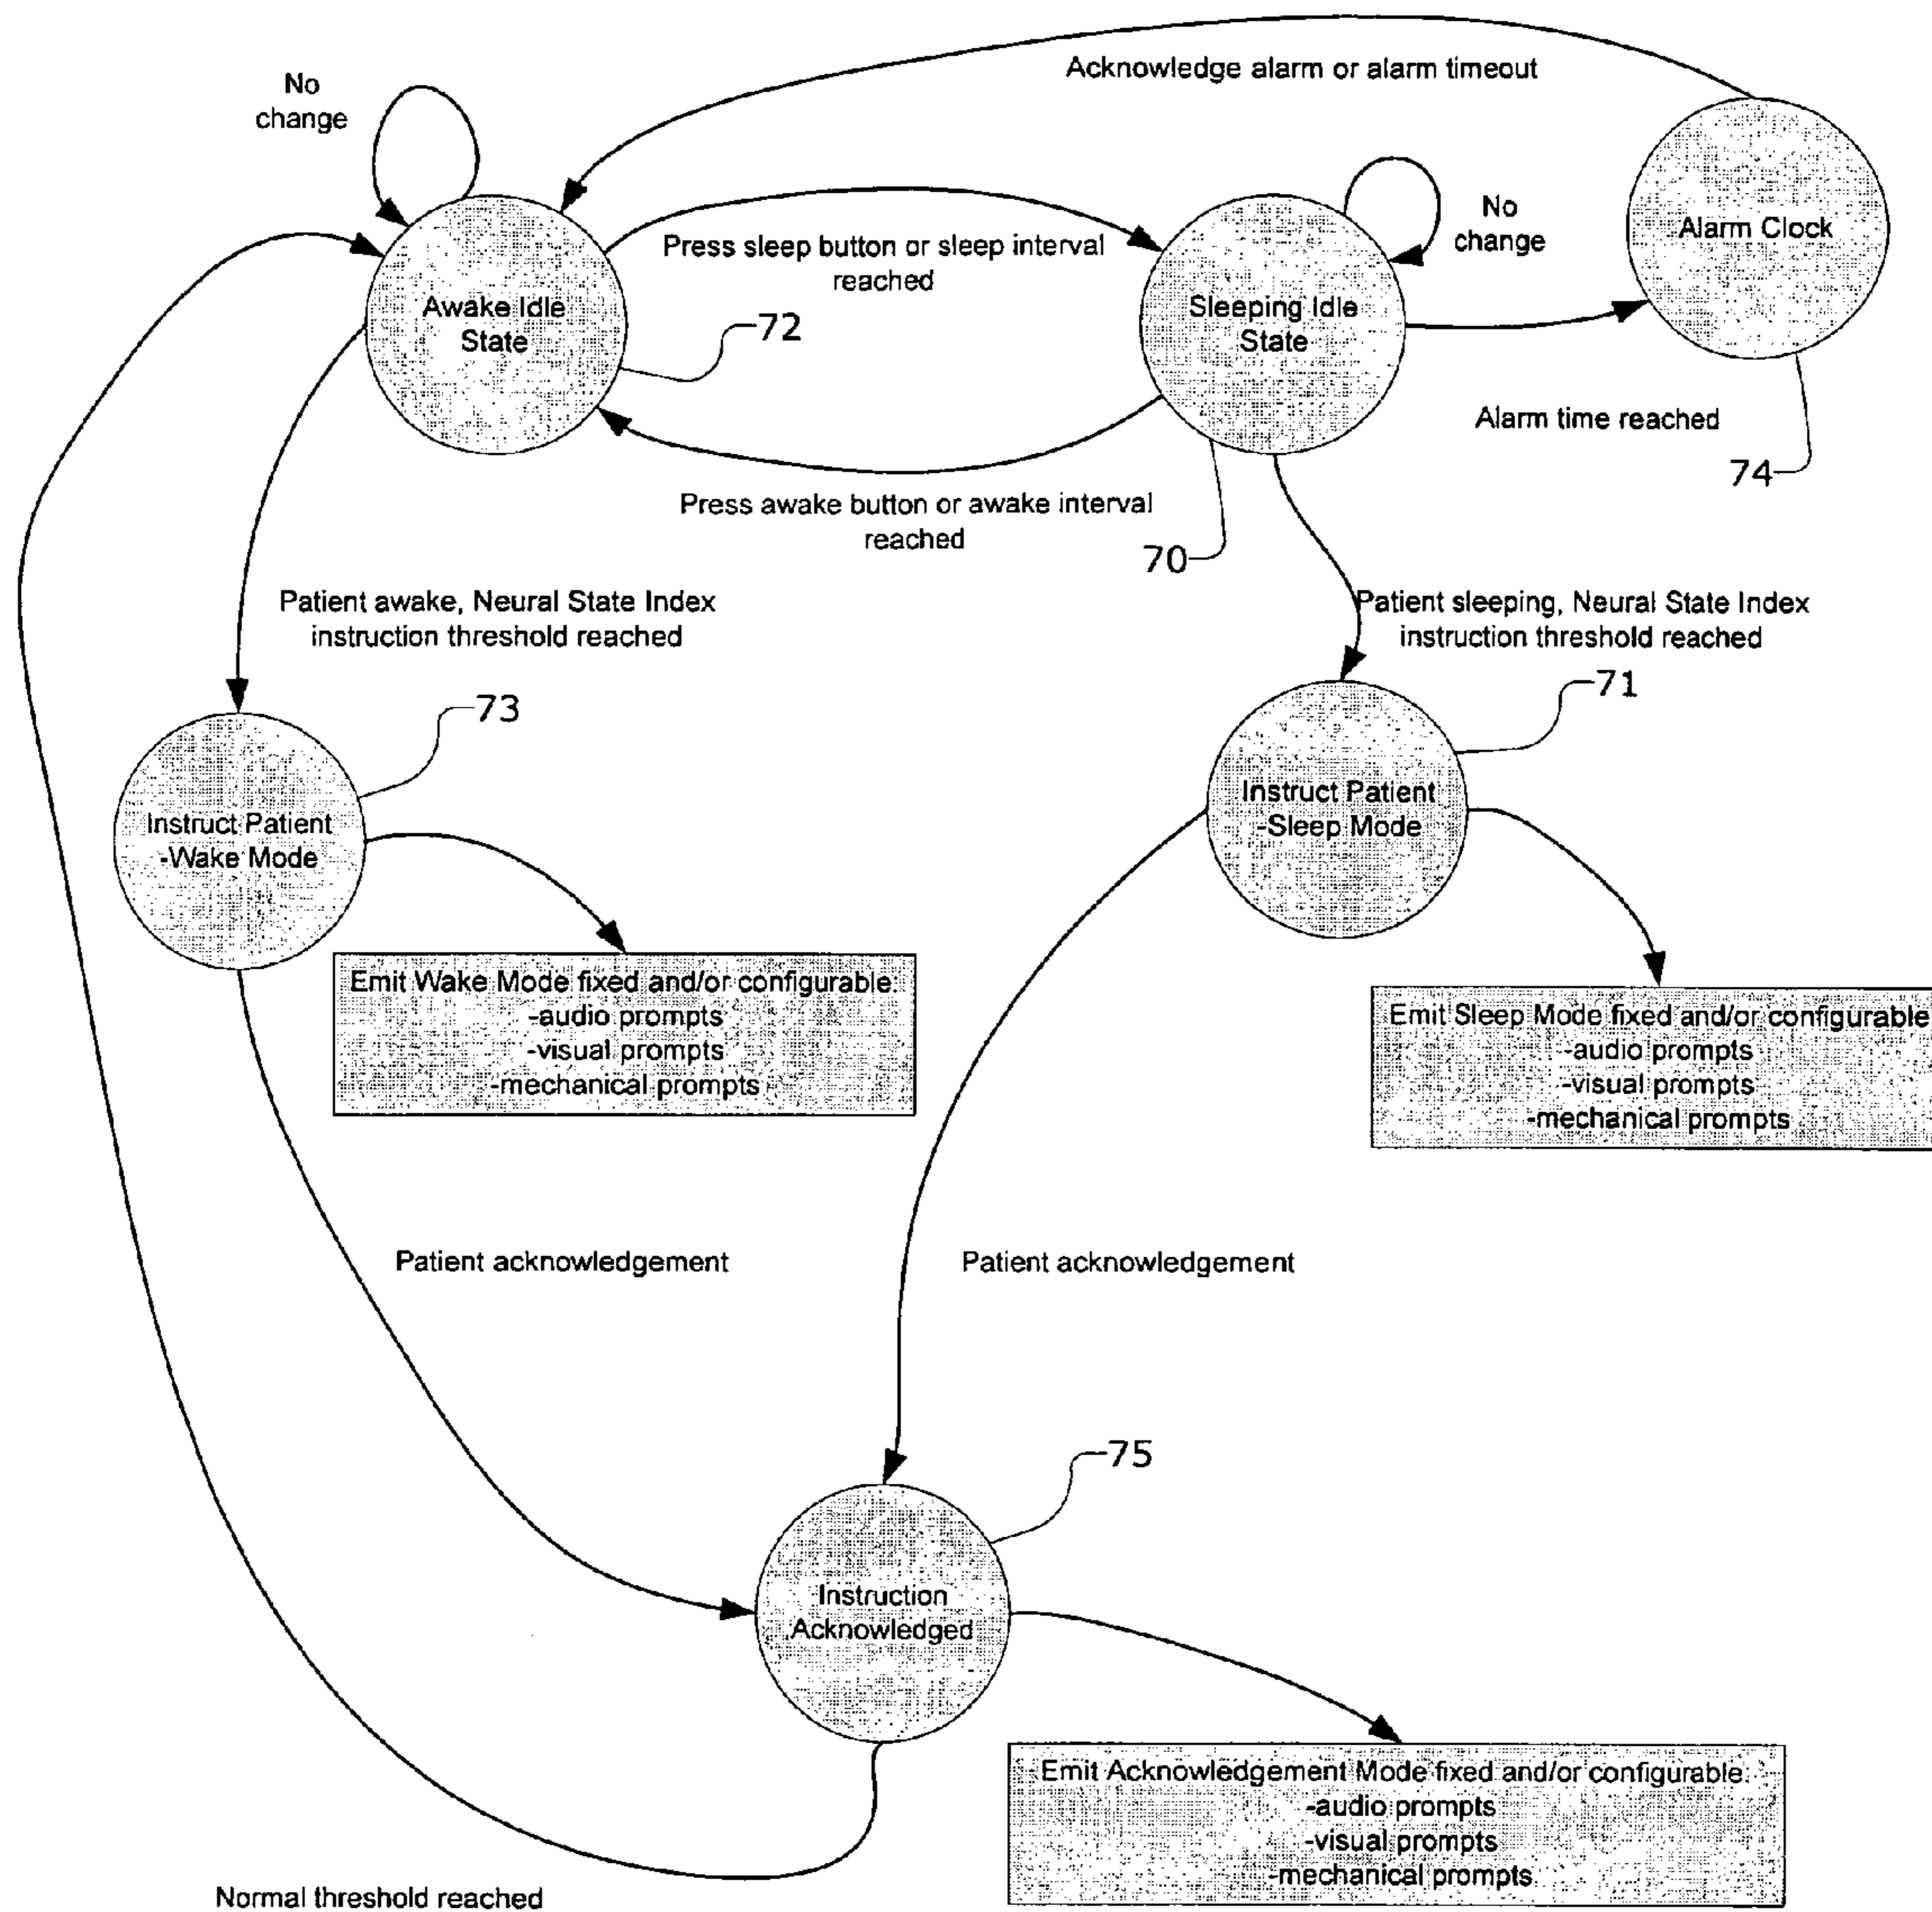 Acknowledge alarm or alarm timeout
No
change
No
change
Alarm Clock
Press sleep button or sleep interval
reached
Awake Idle
State
72
Sleeping Idle
State
Alarm time reached
74
Press awake button or awake interval
reached
70
Patient awake, Neural State Index
instruction threshold reached
Patient sleeping, Neural State Index
instruction threshold reached
71
73
Instruct Patient
-Wake Mode
Instruct Patient
-Sleep Mode
Emit Wake Mode fixed and/or configurable:
-audio prompts
-visual prompts
-mechanical prompts
Emit Sleep Mode fixed and/or configurable
-audio prompts
-visual prompts
-mechanical prompts
Patient acknowledgement
Patient acknowledgement
75
Instruction
Acknowledged
Emit Acknowledgement Mode fixed and/or configurable:
-audio prompts
-visual prompts
-mechanical prompts
Normal threshold reached